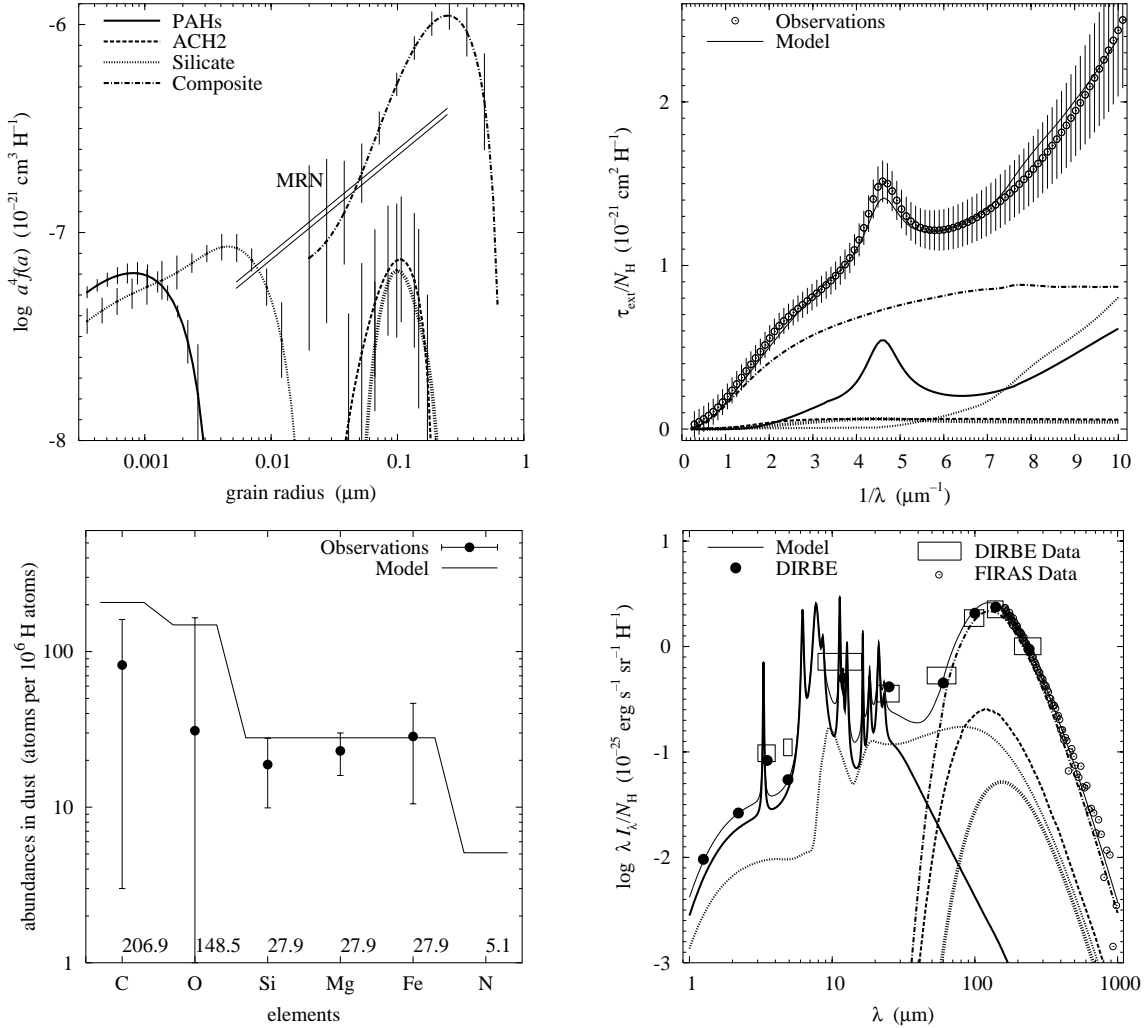 PAHs
ACH2
Silicate
Composite
MRN
log a⁴f(a) (10⁻²¹ cm³ H⁻¹)
-6
-7
-8
0.001 0.01 0.1 1
grain radius (μm)
Observations
Model
τext/NH (10⁻²¹ cm² H⁻¹)
2
1
0
0 1 2 3 4 5 6 7 8 9 10
1/λ (μm⁻¹)
Observations
Model
abundances in dust (atoms per 10⁶ H atoms)
100
10
1
206.9 148.5 27.9 27.9 27.9 5.1
C O Si Mg Fe N
elements
Model
DIRBE
DIRBE Data
FIRAS Data
log λ Iλ/NH (10⁻²⁵ erg s⁻¹ sr⁻¹ H⁻¹)
1
0
-1
-2
-3
1 10 100 1000
λ (μm)